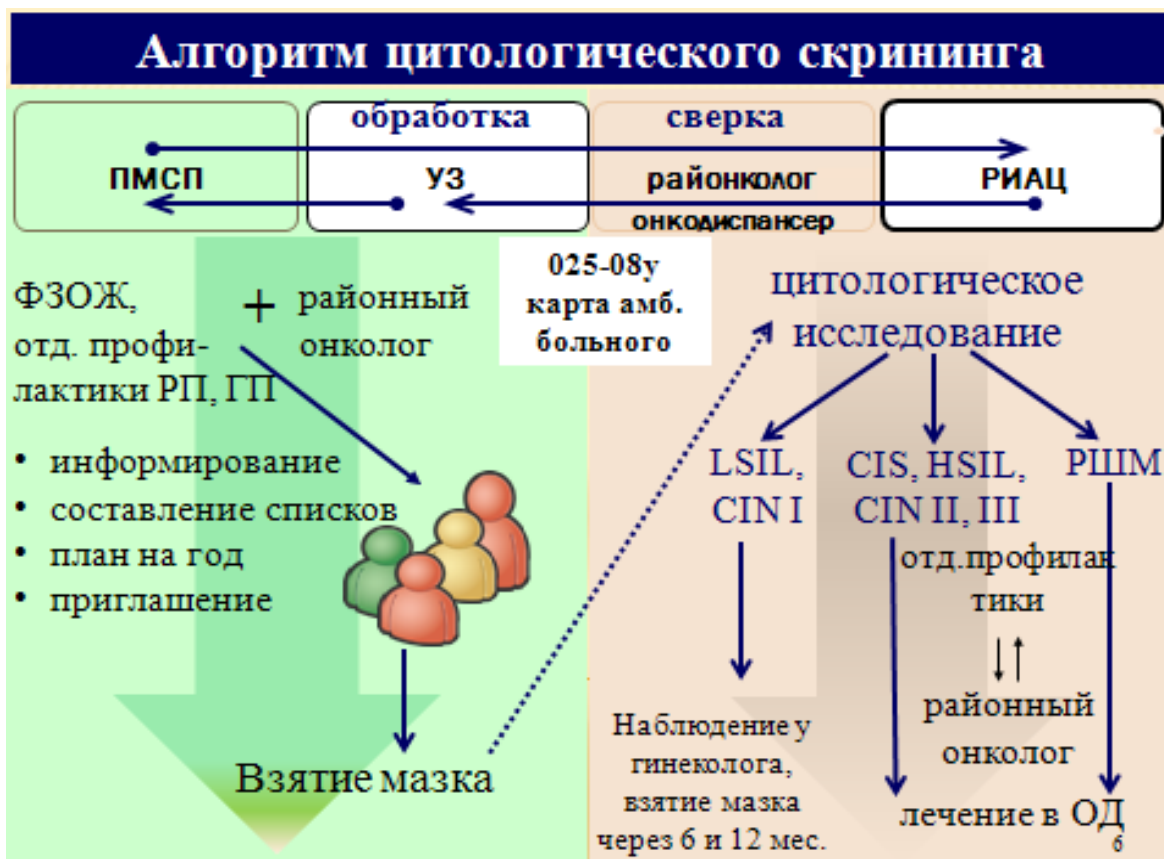 Алгоритм цитологического скрининга
обработка
сверка
ПМСП
УЗ
районколог
онкодиспансер
РИАЦ
ФЗОЖ,
отд. профи-
лактики РП, ГП
+
районный
онколог
025-08у
карта амб.
больного
• информирование
• составление списков
• план на год
• приглашение
Взятие мазка
цитологическое
исследование
LSIL,
CIN I
CIS, HSIL,
CIN II, III
РШМ
отд.профилак
тики
районный
онколог
Наблюдение у
гинеколога,
взятие мазка
через 6 и 12 мес.
лечение в ОД
6